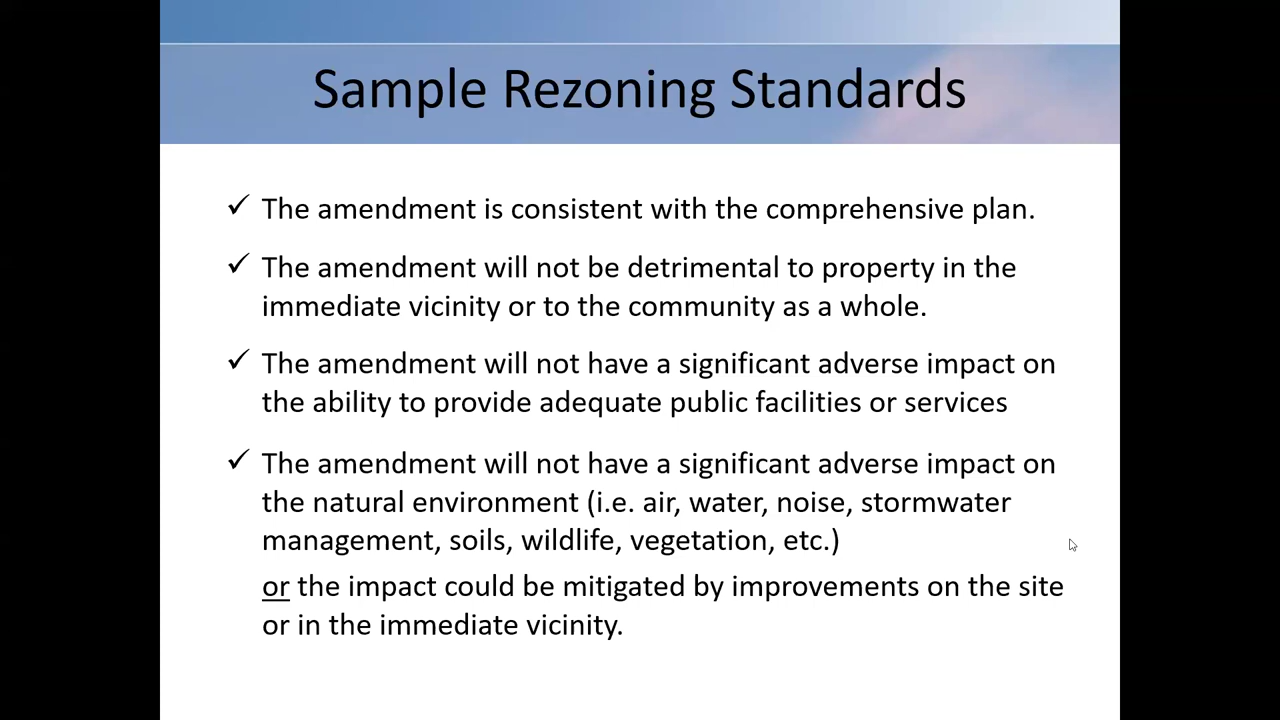 Sample Rezoning Standards
✓ The amendment is consistent with the comprehensive plan.
✓ The amendment will not be detrimental to property in the
immediate vicinity or to the community as a whole.
✓ The amendment will not have a significant adverse impact on
the ability to provide adequate public facilities or services
✓ The amendment will not have a significant adverse impact on
the natural environment (i.e. air, water, noise, stormwater
management, soils, wildlife, vegetation, etc.)
or the impact could be mitigated by improvements on the site
or in the immediate vicinity.